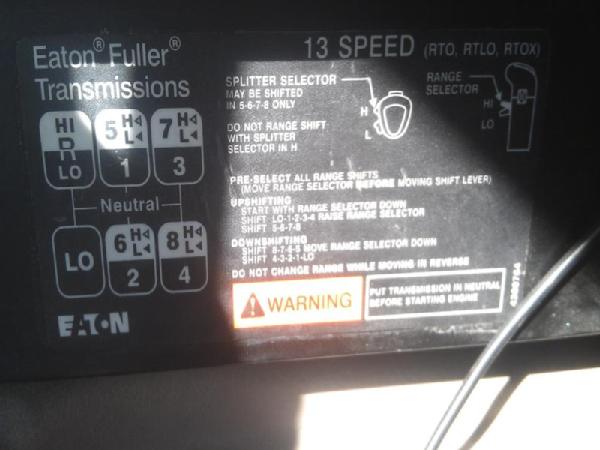 Eaton® Fuller®
Transmissions
13 SPEED (RTO, RTLO, RTOX)
HI
R
LO
5 H
L
1
7 H
L
3
Neutral
LO
6 H
L
2
8 H
L
4
EATON
SPLITTER SELECTOR
MAY BE SHIFTED
IN 5-6-7-8 ONLY
DO NOT RANGE SHIFT
WITH SPLITTER
SELECTOR IN H
H
L
RANGE
SELECTOR
HI
LO
PRE-SELECT ALL RANGE SHIFTS
(MOVE RANGE SELECTOR BEFORE MOVING SHIFT LEVER)
UPSHIFTING
START WITH RANGE SELECTOR DOWN
SHIFT LO-1-2-3-4 RAISE RANGE SELECTOR
SHIFT 5-6-7-8
DOWNSHIFTING
SHIFT 8-7-6-5 MOVE RANGE SELECTOR DOWN
SHIFT 4-3-2-1-LO
DO NOT CHANGE RANGE WHILE MOVING IN REVERSE
WARNING
PUT TRANSMISSION IN NEUTRAL
BEFORE STARTING ENGINE